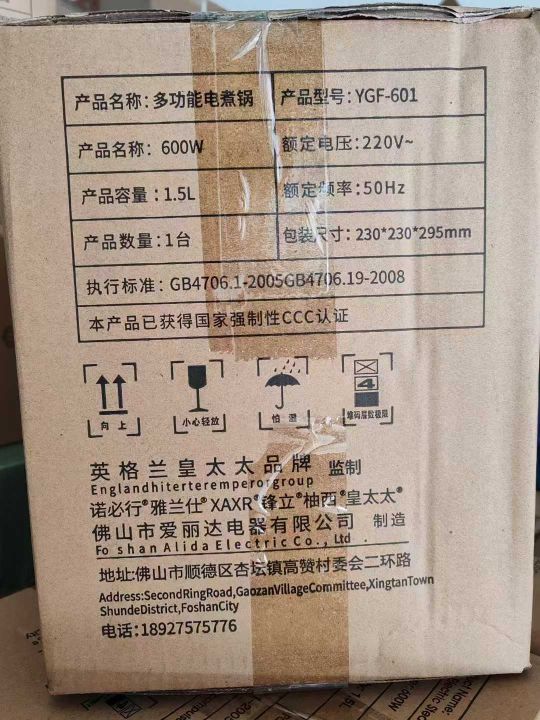 产品名称：多功能电煮锅 产品型号：YGF-601
产品名称：600W 额定电压：220V~
产品容量：1.5L 额定频率：50Hz
产品数量：1台 包装尺寸：230*230*295mm
执行标准：GB4706.1-2005GB4706.19-2008
本产品已获得国家强制性CCC认证
4
向上 小心轻放 怕湿 堆码层数极限
英格兰皇太太品牌 监制
Englandhiterteremperorgroup
诺必行®雅兰仕®XAXR®锋立®柚西®皇太太®
佛山市爱丽达电器有限公司 制造
Fo shan Alida Electric Co., Ltd
地址:佛山市顺德区杏坛镇高赞村委会二环路
Address:SecondRingRoad,GaozanVillageCommittee,XingtanTown
ShundeDistrict,FoshanCity
电话:18927575776